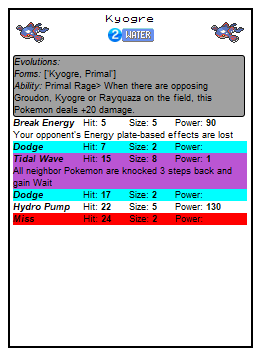 Kyogre
2 WATER
Evolutions:
Forms: ['Kyogre, Primal']
Ability: Primal Rage> When there are opposing
Groudon, Kyogre or Rayquaza on the field, this
Pokemon deals +20 damage.
Break Energy Hit: 5 Size: 5 Power: 90
Your opponent's Energy plate-based effects are lost
Dodge Hit: 7 Size: 2 Power:
Tidal Wave Hit: 15 Size: 8 Power: 1
All neighbor Pokemon are knocked 3 steps back and
gain Wait
Dodge Hit: 17 Size: 2 Power:
Hydro Pump Hit: 22 Size: 5 Power: 130
Miss Hit: 24 Size: 2 Power: